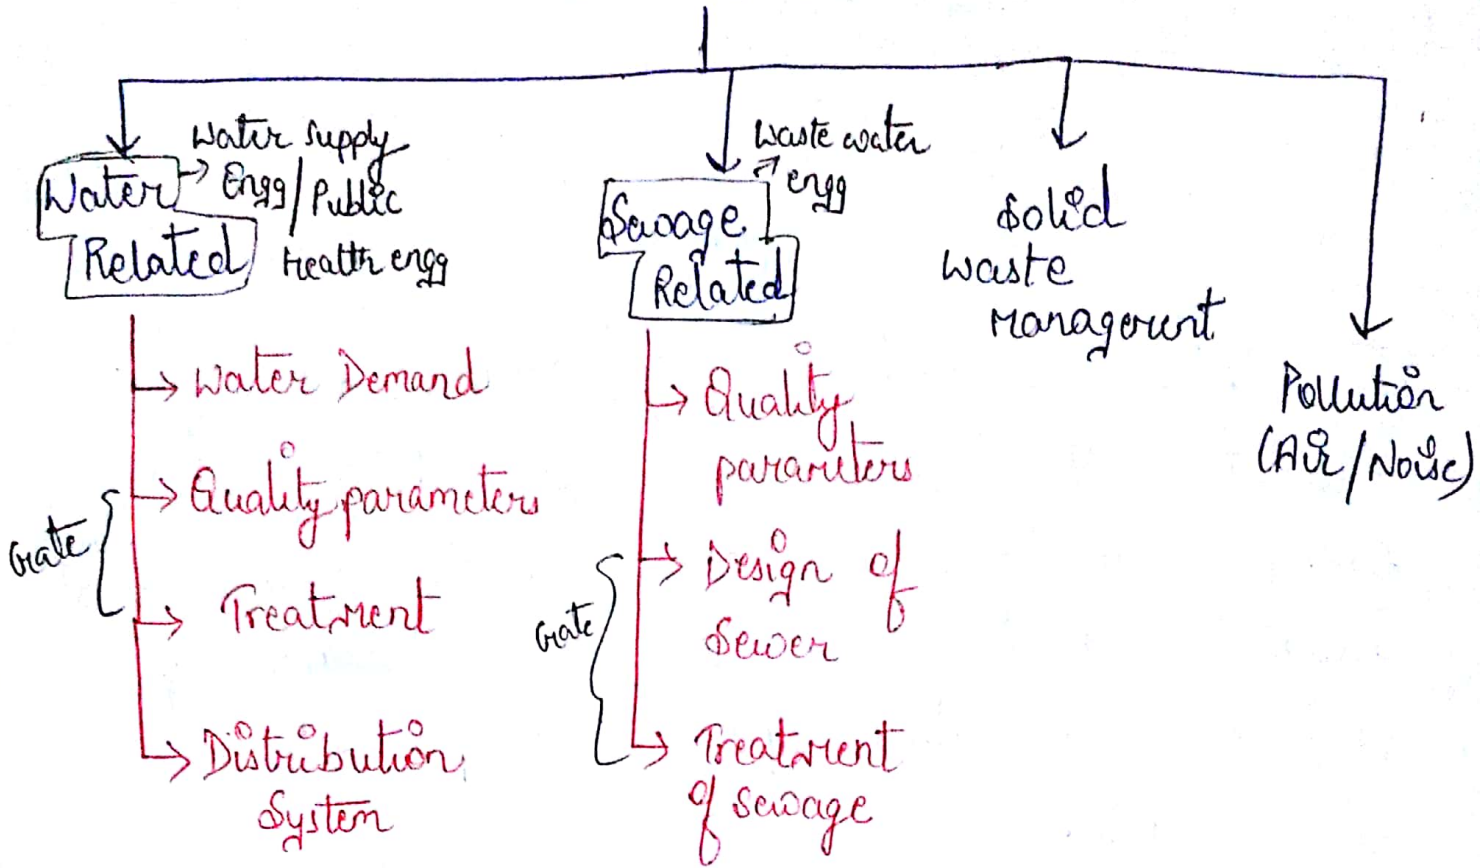 Water
Related
Water supply
Engg/Public
Health engg
Water Demand
Quality parameters
Treatment
Gate
Distribution
System
Sewage
Related
Waste water
engg
Quality
parameters
Design of
Sewer
Treatment
of sewage
Gate
Solid
waste
Management
Pollution
(Air/Noise)